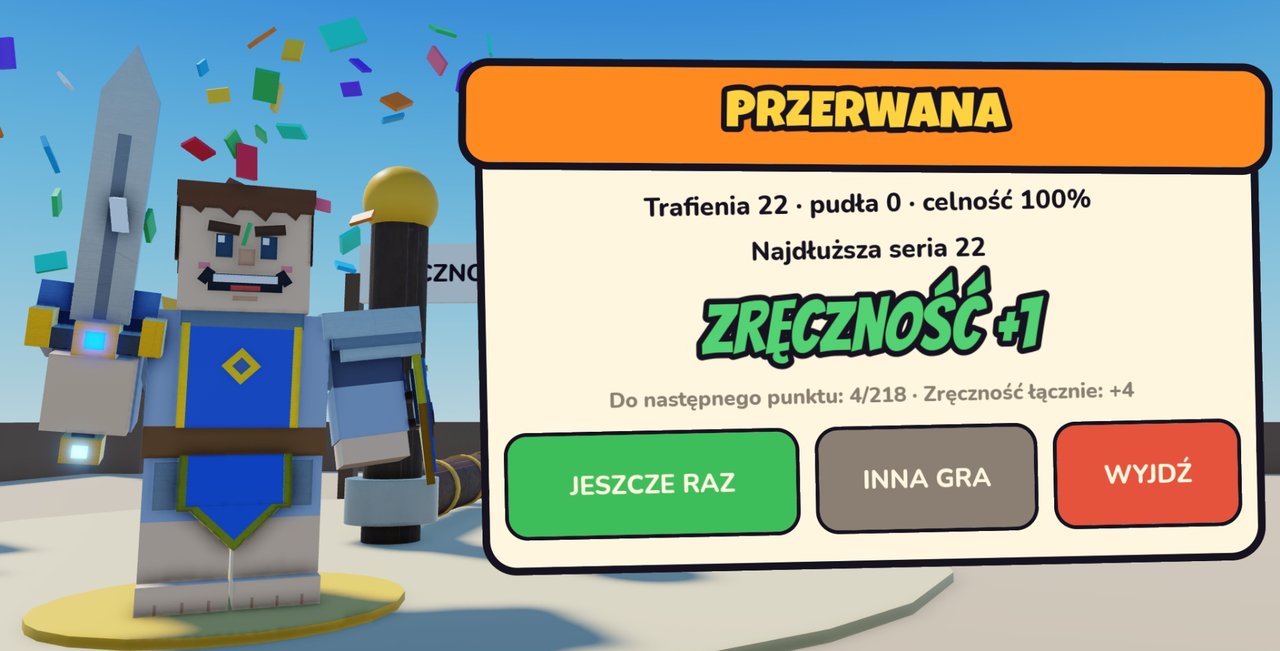 PRZERWANA
Trafienia 22 · pudła 0 · celność 100%
Najdłuższa seria 22
ZRĘCZNOŚĆ +1
Do następnego punktu: 4/218 · Zręczność łącznie: +4
JESZCZE RAZ
INNA GRA
WYJDŹ